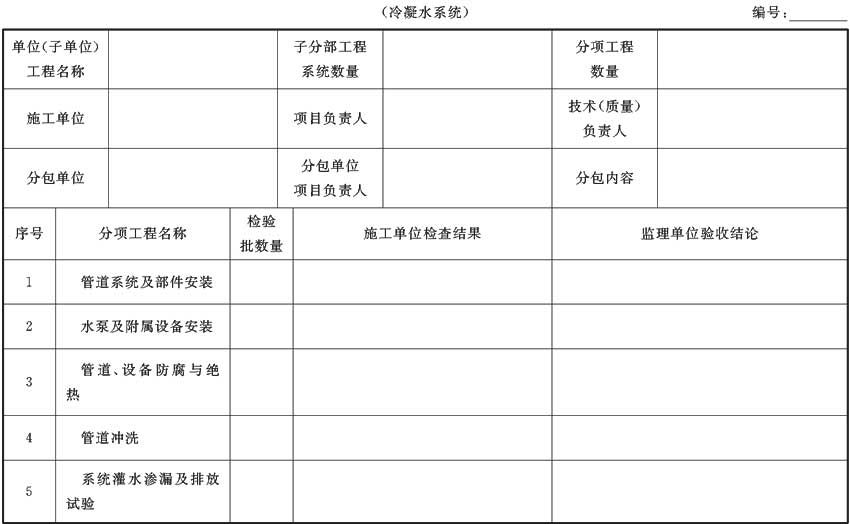 (冷凝水系统)
编号:
单位(子单位)
工程名称
子分部工程
系统数量
分项工程
数量
施工单位
项目负责人
技术(质量)
负责人
分包单位
分包单位
项目负责人
分包内容
序号
分项工程名称
检验
批数量
施工单位检查结果
监理单位验收结论
1
管道系统及部件安装
2
水泵及附属设备安装
3
管道、设备防腐与绝
热
4
管道冲洗
5
系统灌水渗漏及排放
试验